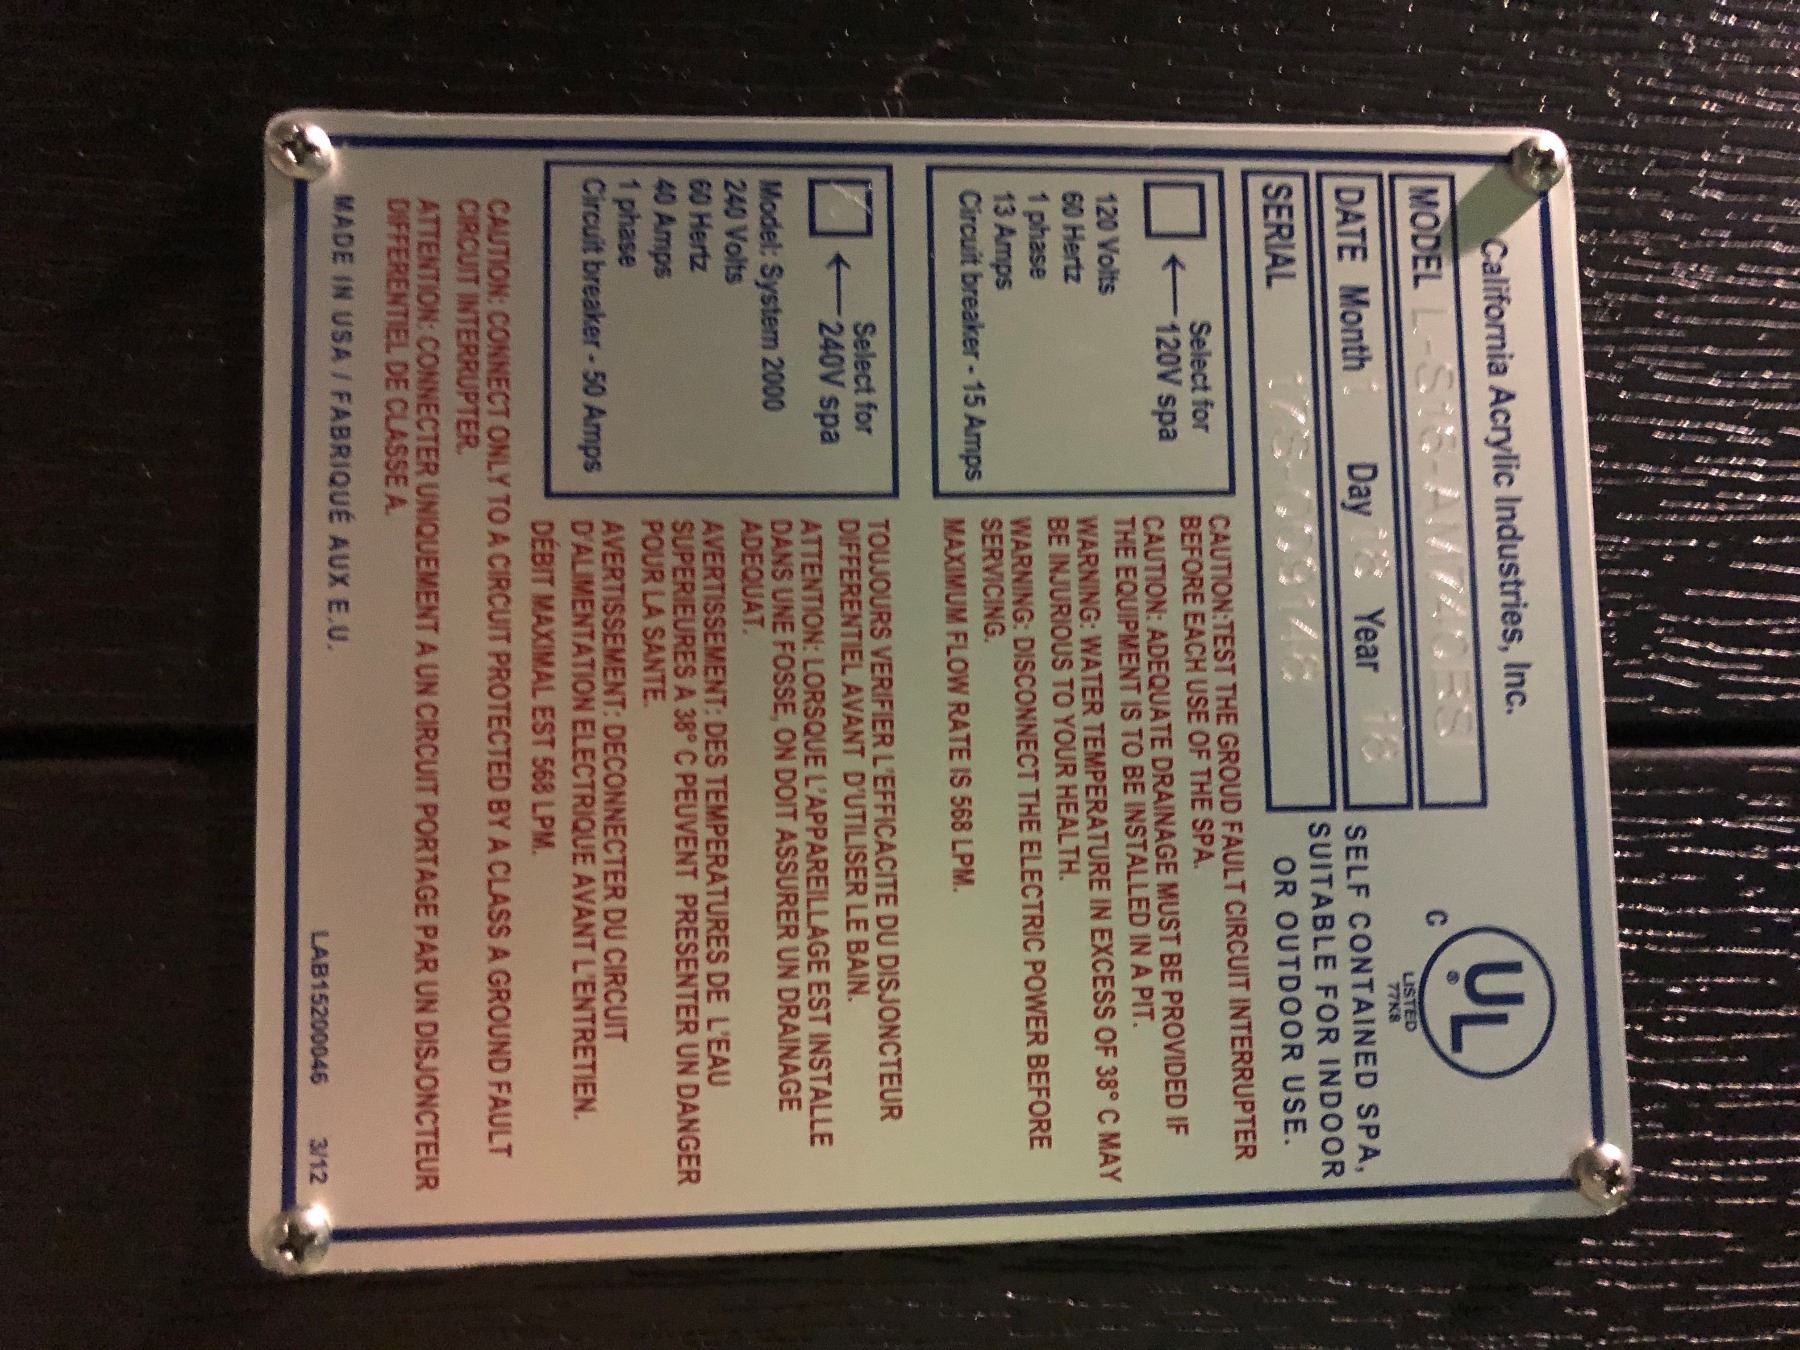 California Acrylic Industries, Inc.
MODEL
DATE Month Day Year 18
SERIAL
C UL ®
LISTED
77K8
SELF CONTAINED SPA,
SUITABLE FOR INDOOR
OR OUTDOOR USE.
Select for
←120V spa
120 Volts
60 Hertz
1 phase
13 Amps
Circuit breaker - 15 Amps
CAUTION:TEST THE GROUD FAULT CIRCUIT INTERRUPTER
BEFORE EACH USE OF THE SPA.
CAUTION: ADEQUATE DRAINAGE MUST BE PROVIDED IF
THE EQUIPMENT IS TO BE INSTALLED IN A PIT.
WARNING: WATER TEMPERATURE IN EXCESS OF 38° C MAY
BE INJURIOUS TO YOUR HEALTH.
WARNING: DISCONNECT THE ELECTRIC POWER BEFORE
SERVICING.
MAXIMUM FLOW RATE IS 568 LPM.
Select for
←240V spa
Model: System 2000
240 Volts
60 Hertz
40 Amps
1 phase
Circuit breaker - 50 Amps
TOUJOURS VERIFIER L'EFFICACITE DU DISJONCTEUR
DIFFERENTIEL AVANT D'UTILISER LE BAIN.
ATTENTION: LORSQUE L'APPAREILLAGE EST INSTALLE
DANS UNE FOSSE, ON DOIT ASSURER UN DRAINAGE
ADEQUAT.
AVERTISSEMENT: DES TEMPERATURES DE L'EAU
SUPERIEURES A 38° C PEUVENT PRESENTER UN DANGER
POUR LA SANTE.
AVERTISSEMENT: DECONNECTER DU CIRCUIT
D'ALIMENTATION ELECTRIQUE AVANT L'ENTRETIEN.
DÉBIT MAXIMAL EST 568 LPM.
CAUTION: CONNECT ONLY TO A CIRCUIT PROTECTED BY A CLASS A GROUND FAULT
CIRCUIT INTERRUPTER.
ATTENTION: CONNECTER UNIQUEMENT A UN CIRCUIT PORTAGE PAR UN DISJONCTEUR
DIFFERENTIEL DE CLASSE A.
MADE IN USA / FABRIQUÉ AUX E.U.
LAB15200046 3/12